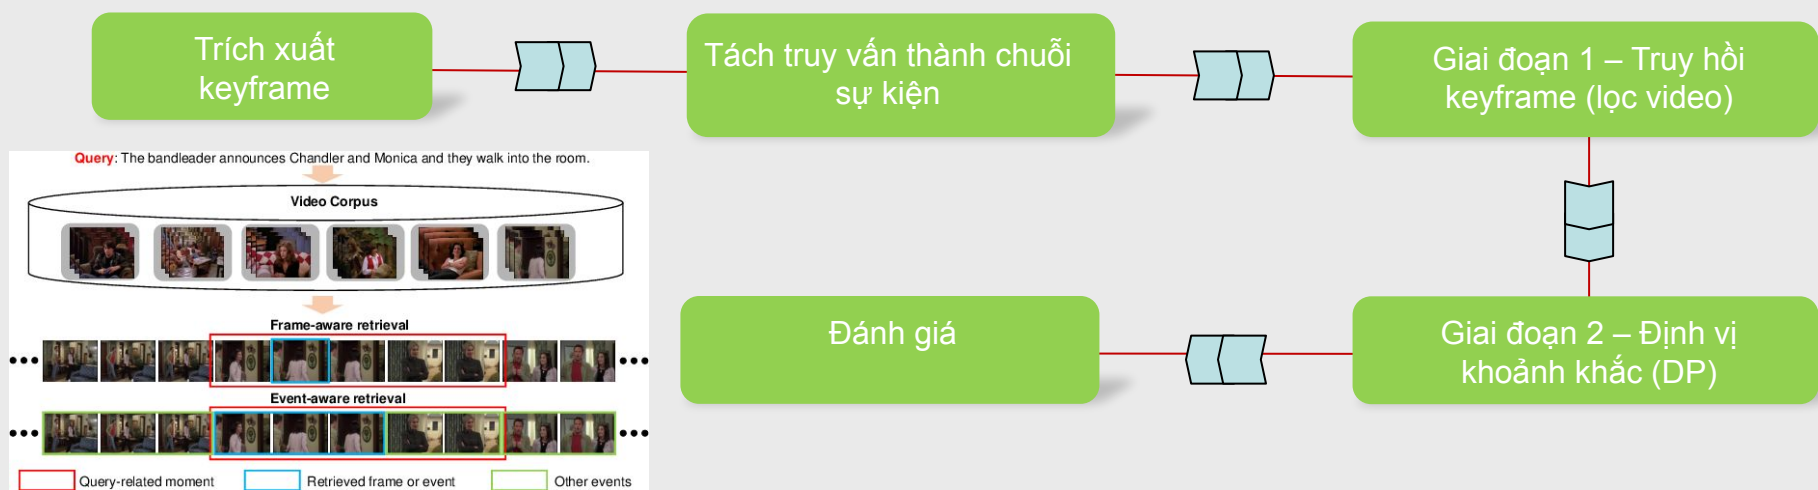 Trích xuất
keyframe
Tách truy vấn thành chuỗi
sự kiện
Giai đoạn 1 – Truy hồi
keyframe (lọc video)
Query: The bandleader announces Chandler and Monica and they walk into the room.
Video Corpus
Frame-aware retrieval
Event-aware retrieval
Query-related moment
Retrieved frame or event
Other events
Đánh giá
Giai đoạn 2 – Định vị
khoảnh khắc (DP)